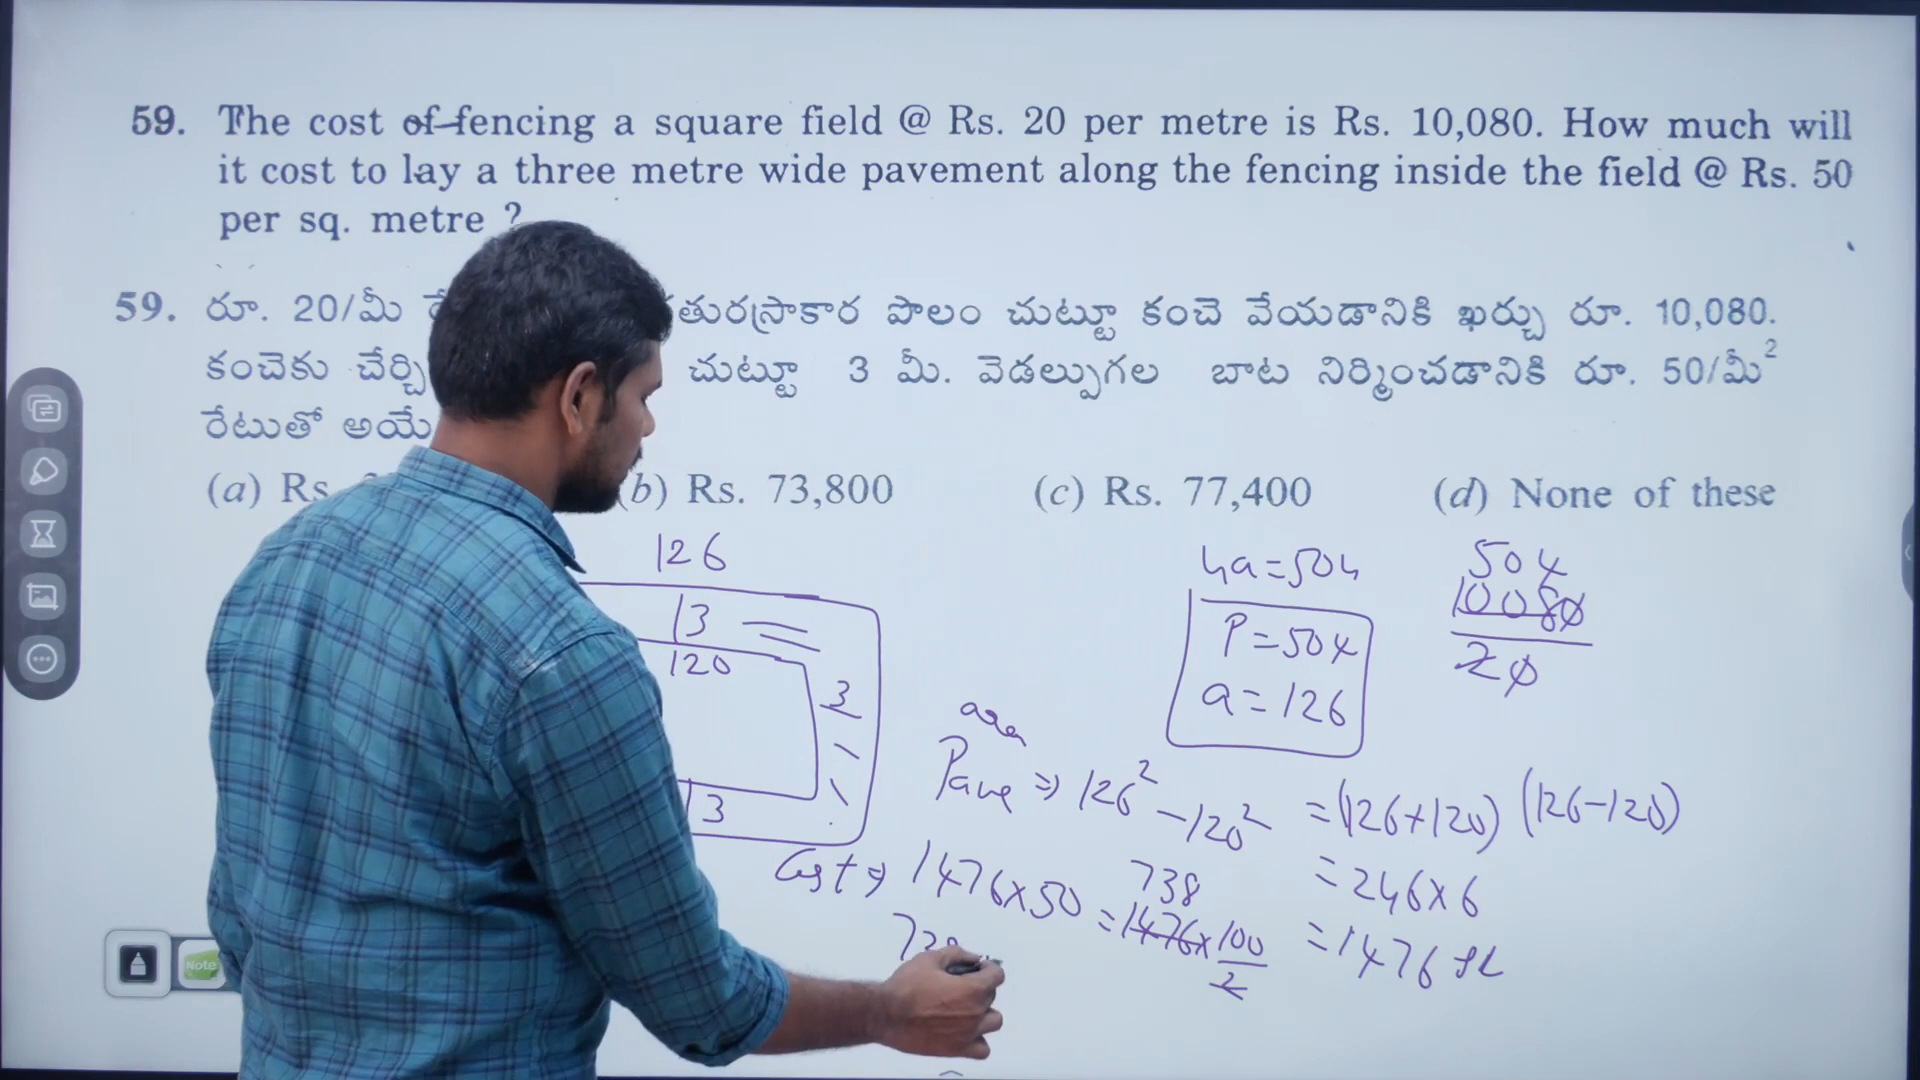 59. The cost of fencing a square field @ Rs. 20 per metre is Rs. 10,080. How much will
it cost to lay a three metre wide pavement along the fencing inside the field @ Rs. 50
per sq. metre ?
59. రూ. 20/మీ తురస్రాకార పొలం చుట్టూ కంచె వేయడానికి ఖర్చు రూ. 10,080.
కంచెకు చేర్చి చుట్టూ 3 మీ. వెడల్పుగల బాట నిర్మించడానికి రూ. 50/మీ²
రేటుతో అయే
(a) Rs (b) Rs. 73,800 (c) Rs. 77,400 (d) None of these
126
13
120
3
3
4a=504
P=504
a=126
504
10080
20
area
Pave ⇒ 126² - 120² = (126+120) (126-120)
= 246×6
= 1476
Cost ⇒ 1476×50 = 1476×100
738
2
Note